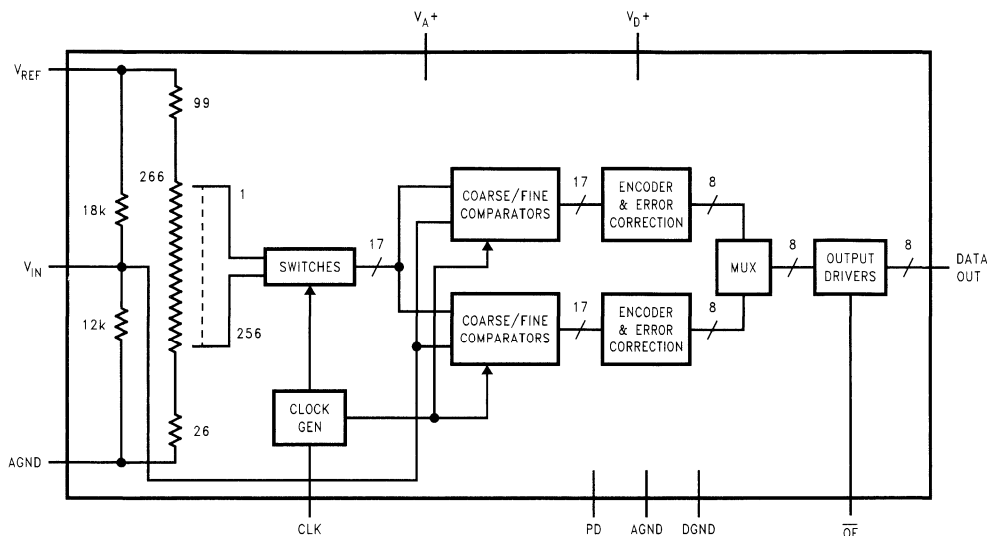 VA+
VD+
VREF
99
266
1
18k
COARSE/FINE
COMPARATORS
17
ENCODER
& ERROR
CORRECTION
8
17
SWITCHES
VIN
MUX
8
OUTPUT
DRIVERS
8
DATA
OUT
12k
256
COARSE/FINE
COMPARATORS
17
ENCODER
& ERROR
CORRECTION
8
CLOCK
GEN
26
AGND
CLK
PD
AGND
DGND